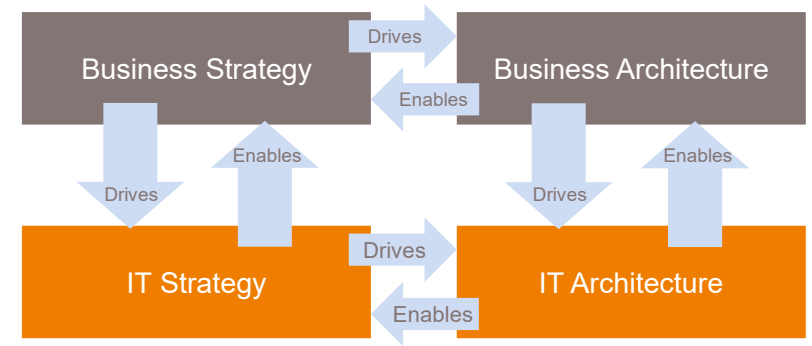 Drives
Business Strategy
Business Architecture
Enables
Enables
Enables
Drives
Drives
Drives
IT Strategy
IT Architecture
Enables